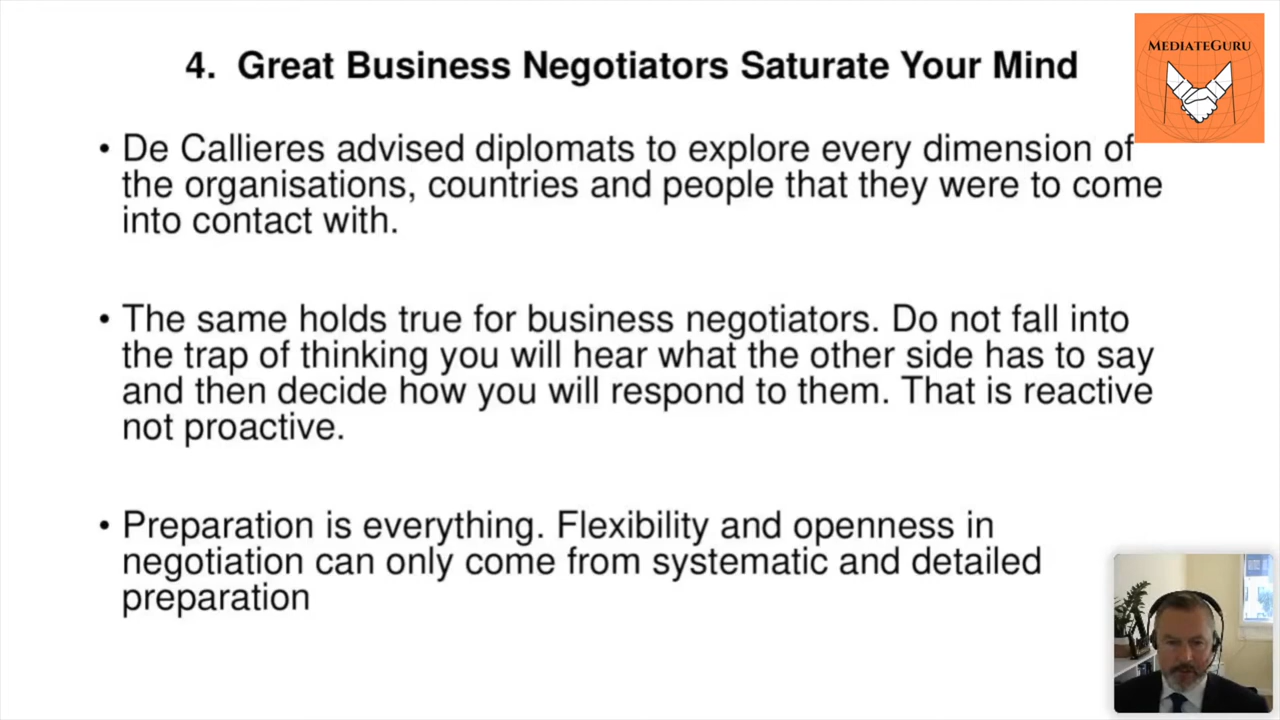 4. Great Business Negotiators Saturate Your Mind
MEDIATEGURU
• De Callieres advised diplomats to explore every dimension of
the organisations, countries and people that they were to come
into contact with.
• The same holds true for business negotiators. Do not fall into
the trap of thinking you will hear what the other side has to say
and then decide how you will respond to them. That is reactive
not proactive.
• Preparation is everything. Flexibility and openness in
negotiation can only come from systematic and detailed
preparation